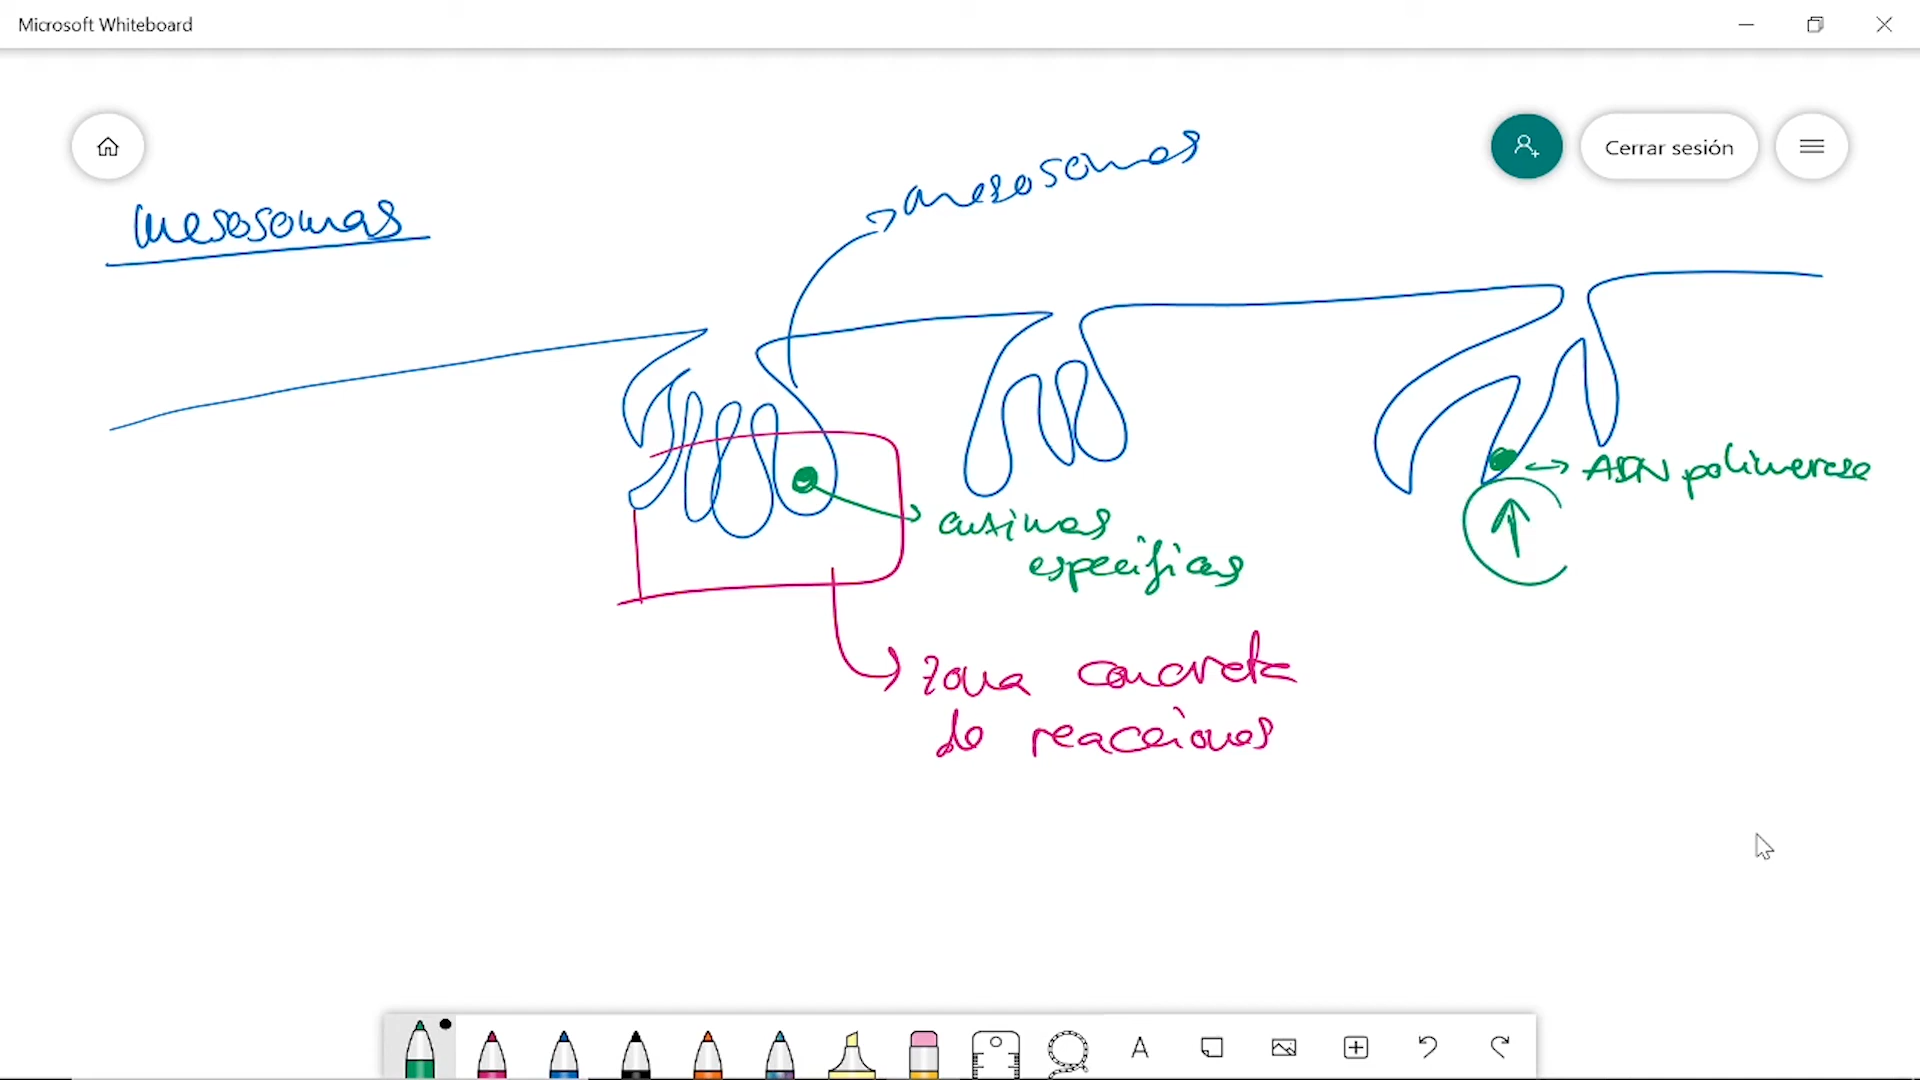 Microsoft Whiteboard
Cerrar sesión
mesosomas
mesosomas
ADN polimerasa
enzimas
específicas
zona concreta
de reacciones
A